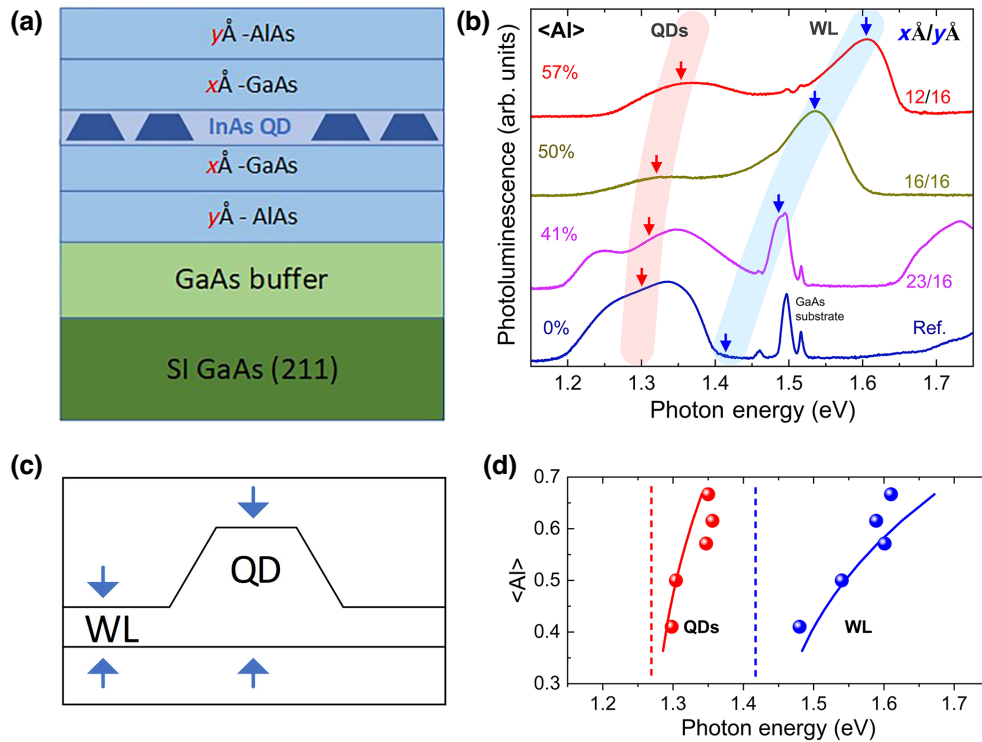 (a)
yÅ-AlAs
xÅ-GaAs
InAs QD
xÅ-GaAs
yÅ - AlAs
GaAs buffer
SI GaAs (211)
(b)
Photoluminescence (arb. units)
<Al>
QDs
WL
xÅ/yÅ
57%
12/16
50%
16/16
41%
23/16
GaAs
substrate
0%
Ref.
1.2 1.3 1.4 1.5 1.6 1.7
Photon energy (eV)
(c)
QD
WL
(d)
<Al>
0.7
0.6
0.5
0.4
0.3
QDs
WL
1.2 1.3 1.4 1.5 1.6 1.7
Photon energy (eV)